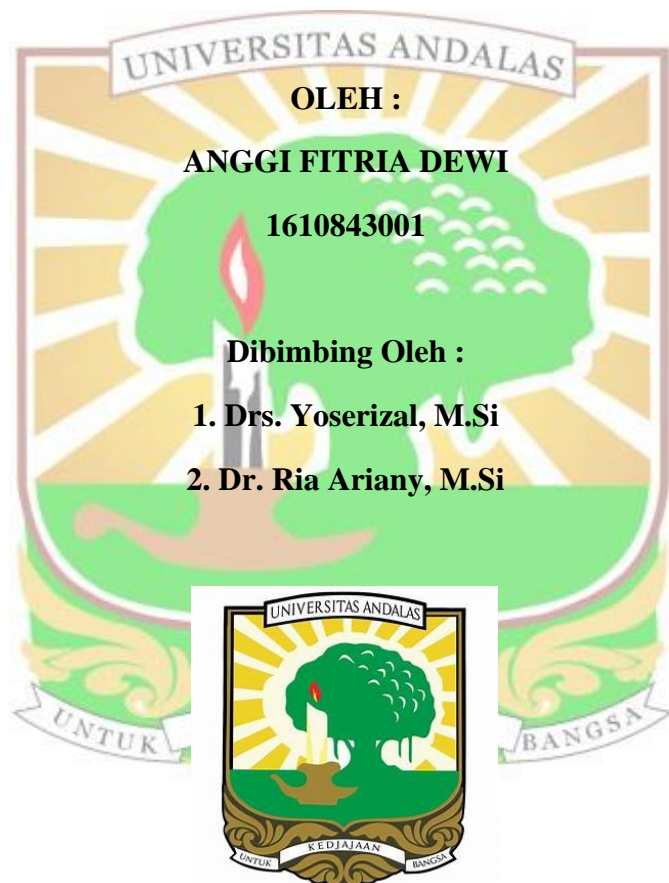 UNIVERSITAS ANDALAS
OLEH :
ANGGI FITRIA DEWI
1610843001
Dibimbing Oleh :
1. Drs. Yoserizal, M.Si
2. Dr. Ria Ariany, M.Si
UNTUK BANGSA
UNIVERSITAS ANDALAS
UNTUK KEDJAJAAN BANGSA